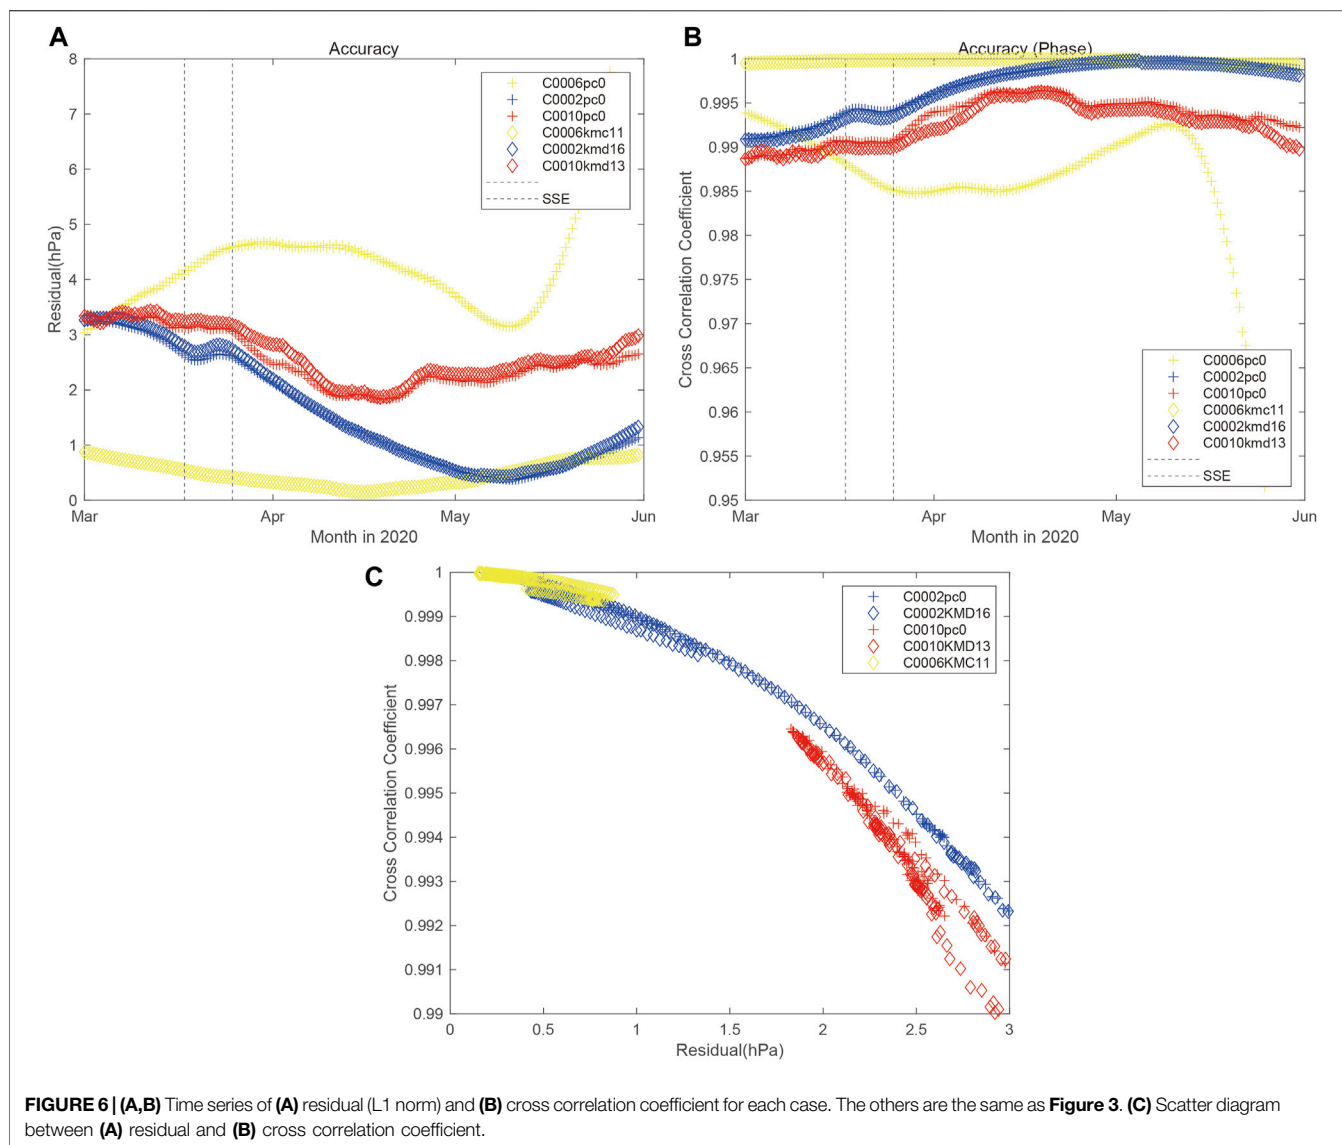 A
Accuracy
8
7
6
5
4
3
2
1
0
Residual(hPa)
Mar
Apr
May
Jun
Month in 2020
C0006pc0
C0002pc0
C0010pc0
C0006kmc11
C0002kmd16
C0010kmd13
SSE
B
Accuracy (Phase)
1
0.995
0.99
0.985
0.98
0.975
0.97
0.965
0.96
0.955
0.95
Cross Correlation Coefficient
Mar
Apr
May
Jun
Month in 2020
C0006pc0
C0002pc0
C0010pc0
C0006kmc11
C0002kmd16
C0010kmd13
SSE
C
1
0.999
0.998
0.997
0.996
0.995
0.994
0.993
0.992
0.991
0.99
Cross Correlation Coefficient
0
0.5
1
1.5
2
2.5
3
Residual(hPa)
C0002pc0
C0002KMD16
C0010pc0
C0010KMD13
C0006KMC11
FIGURE 6 | (A,B) Time series of (A) residual (L1 norm) and (B) cross correlation coefficient for each case. The others are the same as Figure 3. (C) Scatter diagram
between (A) residual and (B) cross correlation coefficient.